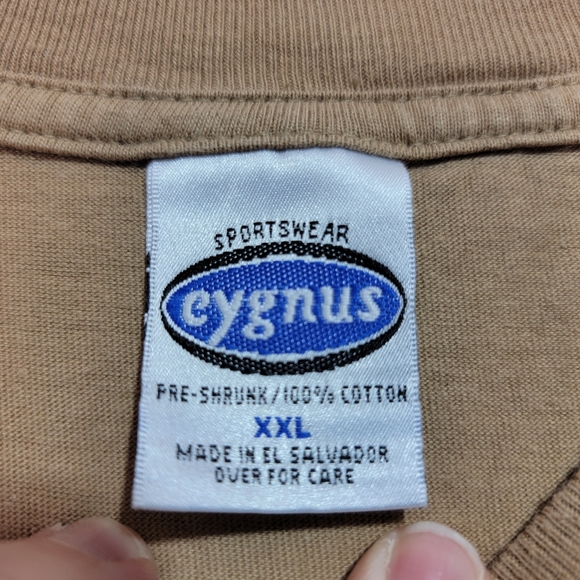 SPORTSWEAR
cygnus
PRE-SHRUNK/100% COTTON
XXL
MADE IN EL SALVADOR
OVER FOR CARE